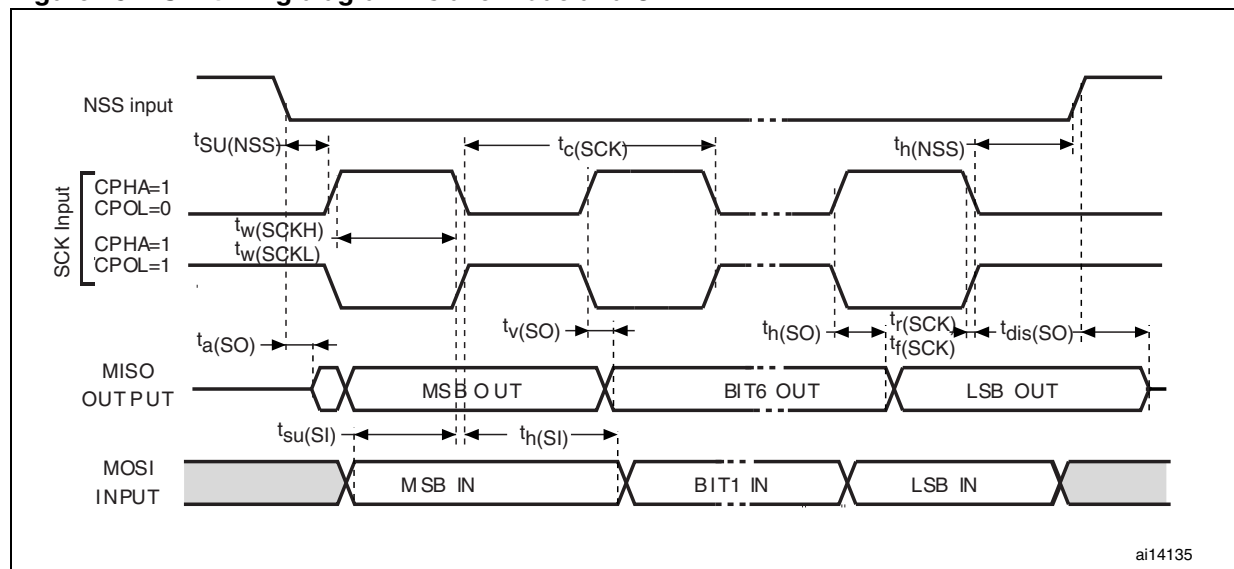 NSS input
tSU(NSS)
tc(SCK)
th(NSS)
SCK Input
CPHA=1
CPOL=0
tw(SCKH)
CPHA=1
tw(SCKL)
CPOL=1
tv(SO)
th(SO)
tr(SCK)
tf(SCK)
tdis(SO)
ta(SO)
MISO
OUTPUT
MSB OUT
BIT6 OUT
LSB OUT
tsu(SI)
th(SI)
MOSI
INPUT
MSB IN
BIT1 IN
LSB IN
ai14135